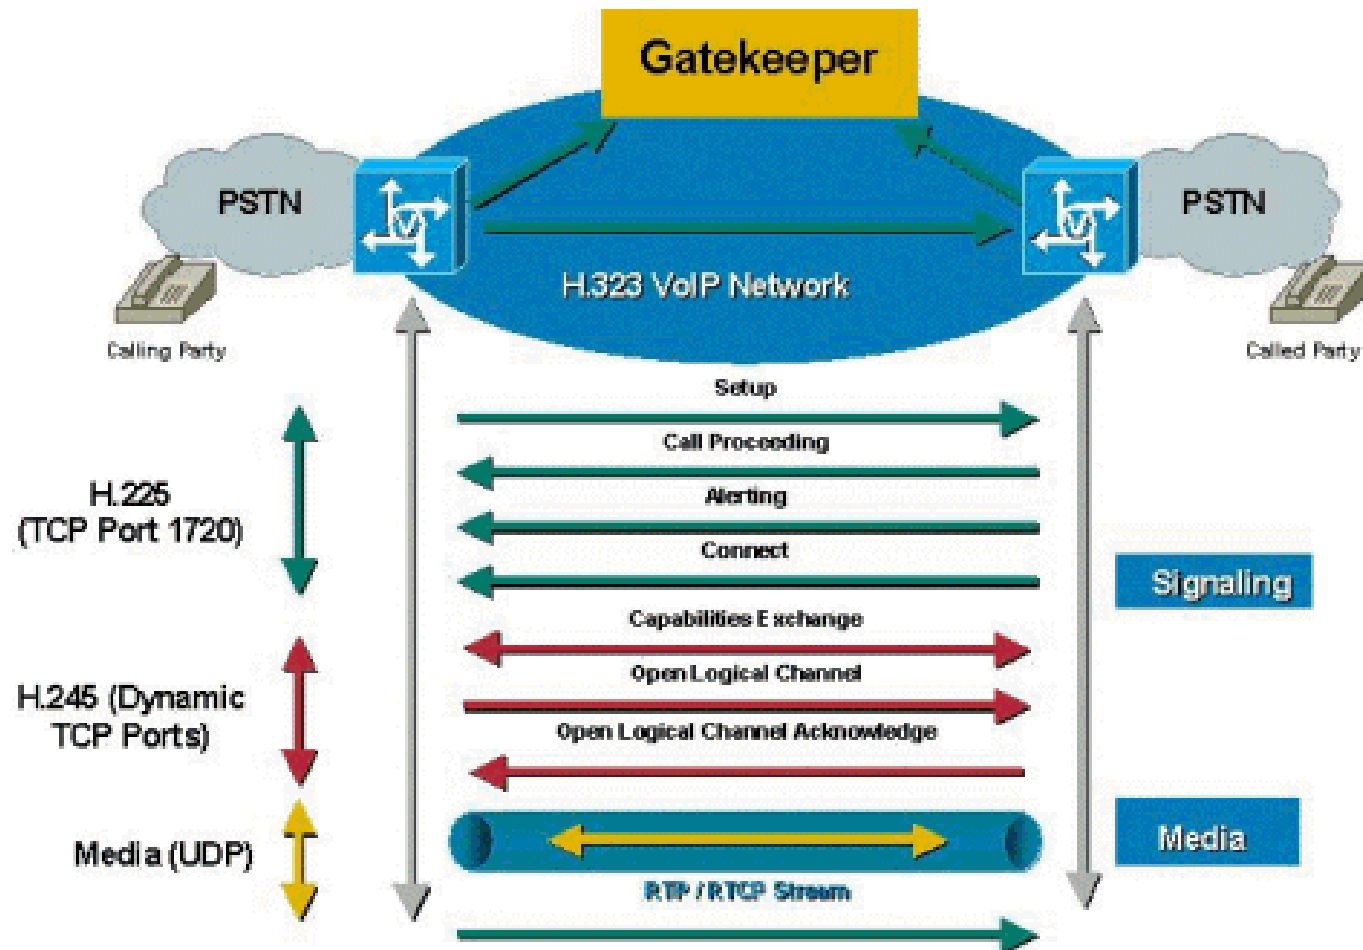 Gatekeeper
PSTN
V
V
PSTN
H.323 VoIP Network
Calling Party
Called Party
Setup
Call Proceeding
H.225
(TCP Port 1720)
Alerting
Connect
Signaling
Capabilities Exchange
Open Logical Channel
H.245 (Dynamic
TCP Ports)
Open Logical Channel Acknowledge
Media (UDP)
Media
RTP / RTCP Stream